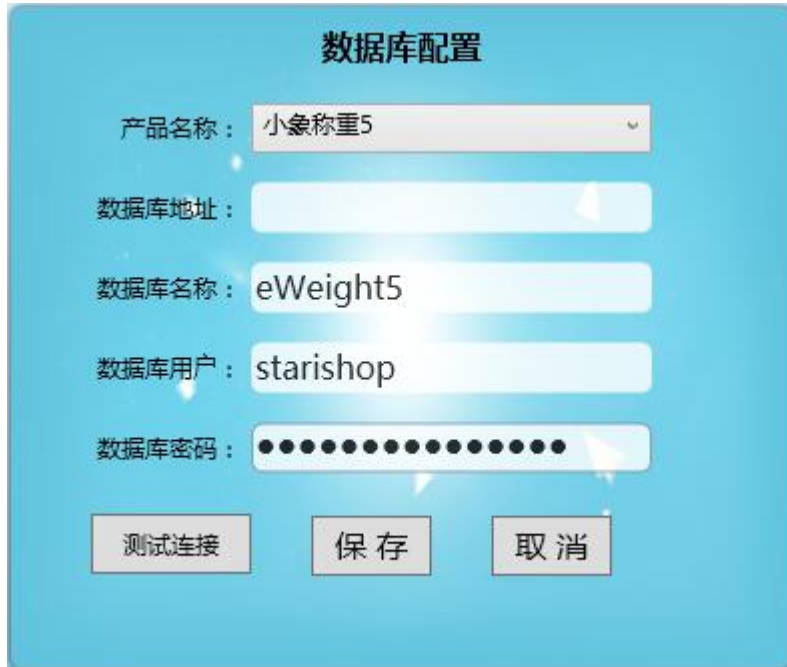 数据库配置
产品名称： 小象称重5
数据库地址：
数据库名称： eWeight5
数据库用户： starishop
数据库密码： ●●●●●●●●●●●●●●●
测试连接 保存 取消